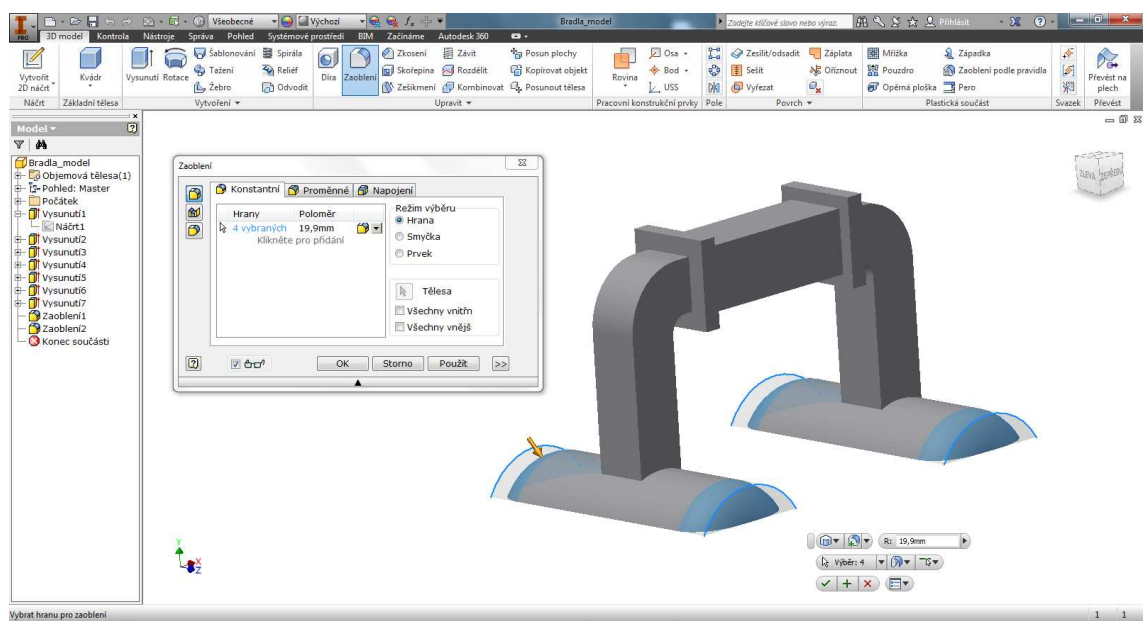 Všeobecné Výchozí Bradla_model Zadejte klíčové slovo nebo výraz. Přihlásit
PRO 3D model Kontrola Nástroje Správa Pohled Systémové prostředí BIM Začínáme Autodesk 360
Vytvořit 2D náčrt
Kvádr
Vysunutí
Rotace
Šablonování
Tažení
Žebro
Spirála
Reliéf
Odvodit
Díra
Zaoblení
Zkosení
Skořepina
Zešikmení
Závit
Rozdělit
Kombinovat
Posun plochy
Kopírovat objekt
Posunout tělesa
Rovina
Osa
Bod
USS
Zesílit/odsadit
Sešít
Vyřezat
Záplata
Oříznout
Mřížka
Pouzdro
Opěrná ploška
Západka
Zaoblení podle pravidla
Pero
Převést na plech
Náčrt Základní tělesa Vytvoření Upravit Pracovní konstrukční prvky Pole Povrch Plastická součást Svazek Převést
Model
Bradla_model
Objemová tělesa(1)
Pohled: Master
Počátek
Vysunutí1
Náčrt1
Vysunutí2
Vysunutí3
Vysunutí4
Vysunutí5
Vysunutí6
Vysunutí7
Zaoblení1
Zaoblení2
Konec součásti
Zaoblení
Konstantní Proměnné Napojení
Hrany Poloměr
4 vybraných 19,9mm
Klikněte pro přidání
Režim výběru
Hrana
Smyčka
Prvek
Tělesa
Všechny vnitřn
Všechny vnějš
OK Storno Použít >>
ZLEVA ZEPŘEDU
Y
X
Z
R: 19,9mm
Výběr: 4
Vybrat hranu pro zaoblení 1 1